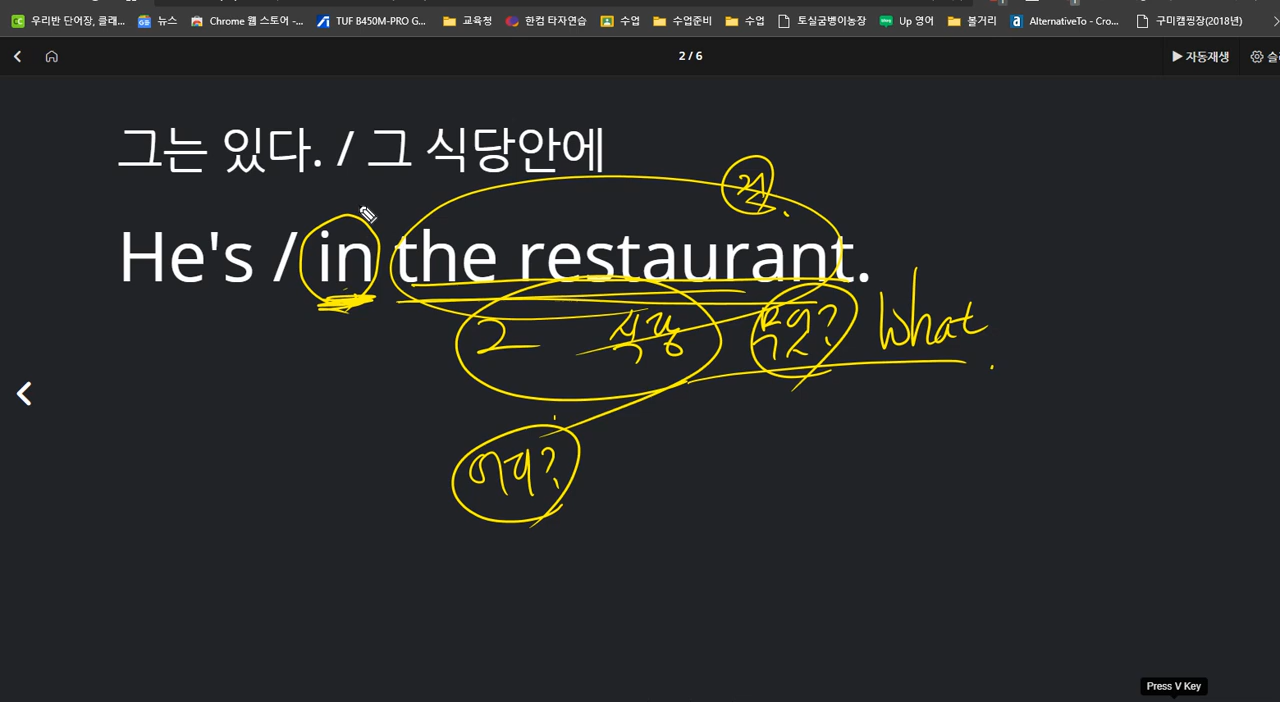 우리반 단어장, 클래... 뉴스 Chrome 웹 스토어 -... TUF B450M-PRO G... 교육청 한컴 타자연습 수업 수업준비 수업 토실굼벵이농장 Up 영어 볼거리 AlternativeTo - Cro... 구미캠핑장(2018년)
2 / 6 자동재생 슬
그는 있다. / 그 식당안에
He's / in the restaurant.
그 식당 무엇? What
어디?
Press V Key